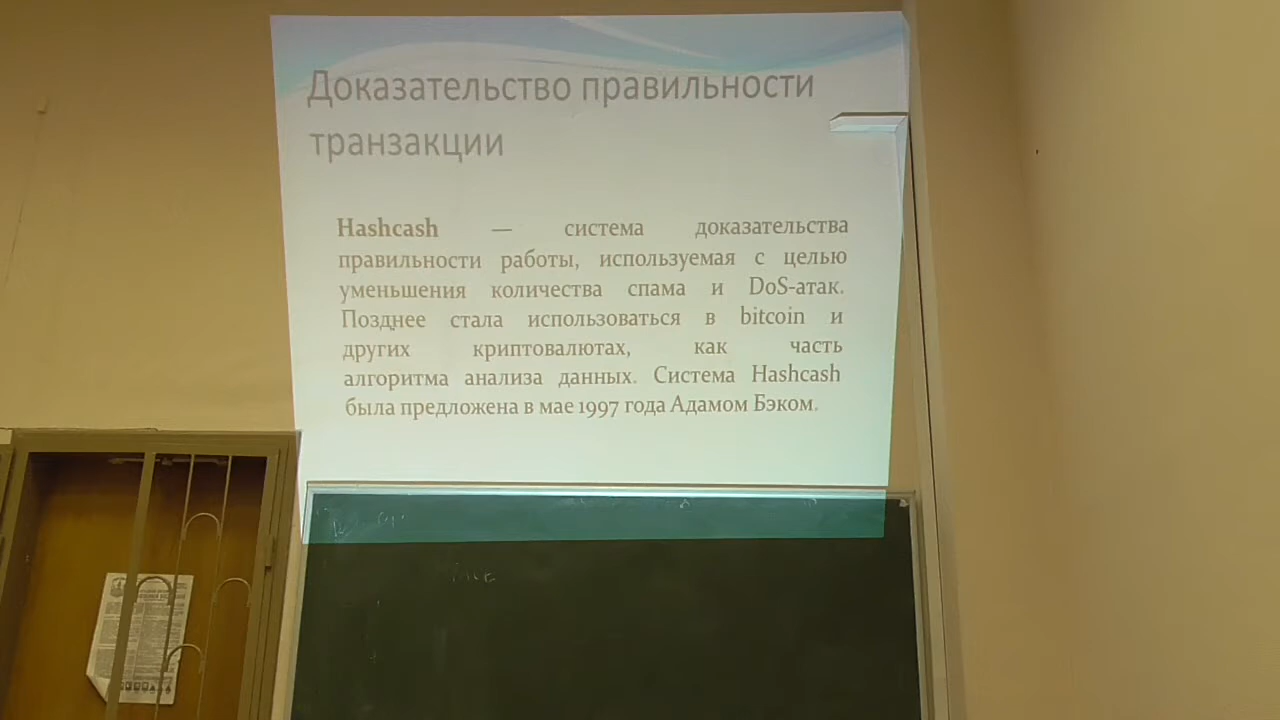 Доказательство правильности
транзакции
Hashcash — система доказательства
правильности работы, используемая с целью
уменьшения количества спама и DoS-атак.
Позднее стала использоваться в bitcoin и
других криптовалютах, как часть
алгоритма анализа данных. Система Hashcash
была предложена в мае 1997 года Адамом Бэком.